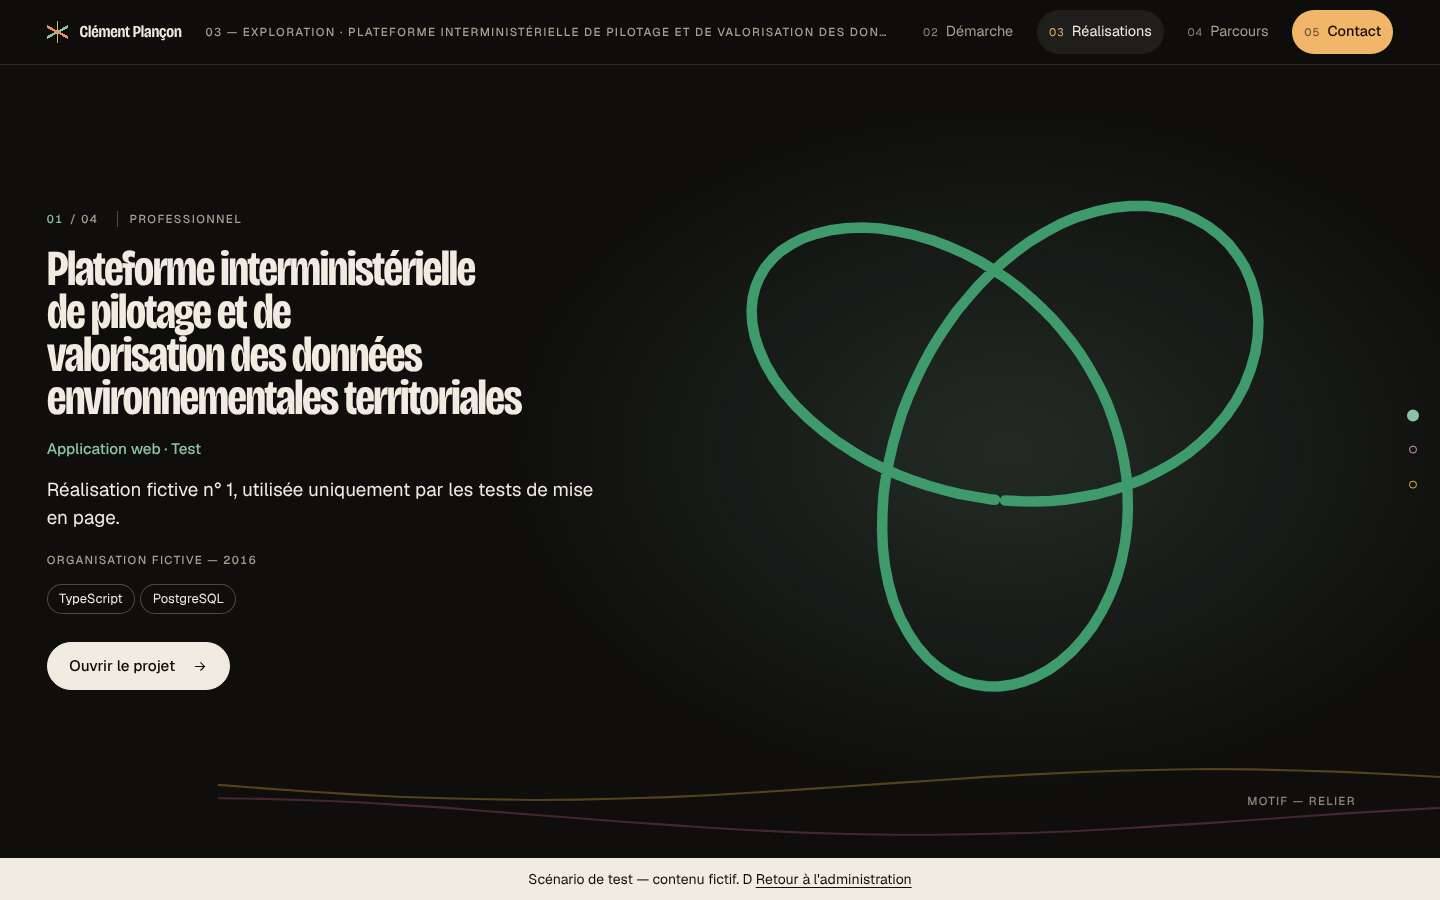 Clément Plançon
03 — EXPLORATION · PLATEFORME INTERMINISTÉRIELLE DE PILOTAGE ET DE VALORISATION DES DON…
02 Démarche
03 Réalisations
04 Parcours
05 Contact
01 / 04 PROFESSIONNEL
Plateforme interministérielle
de pilotage et de
valorisation des données
environnementales territoriales
Application web · Test
Réalisation fictive n° 1, utilisée uniquement par les tests de mise
en page.
ORGANISATION FICTIVE — 2016
TypeScript
PostgreSQL
Ouvrir le projet →
MOTIF — RELIER
Scénario de test — contenu fictif. D Retour à l'administration